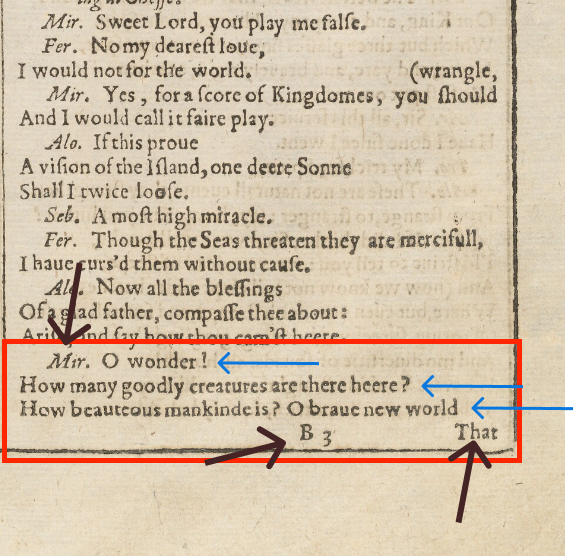 Mir. Sweet Lord, you play me falſe.
Fer. No my deareſt loue,
I would not for the world. (wrangle,
Mir. Yes, for a ſcore of Kingdomes, you ſhould
And I would call it faire play.
Alo. If this proue
A viſion of the Iſland, one deere Sonne
Shall I twice looſe.
Seb. A moſt high miracle.
Fer. Though the Seas threaten they are mercifull,
I haue curs'd them without cauſe.
Alo. Now all the bleſſings
Of a glad father, compaſſe thee about:
Ariſe and ſay how thou cam'ſt heere.
Mir. O wonder!
How many goodly creatures are there heere?
How beauteous mankinde is? O braue new world
B 3 That